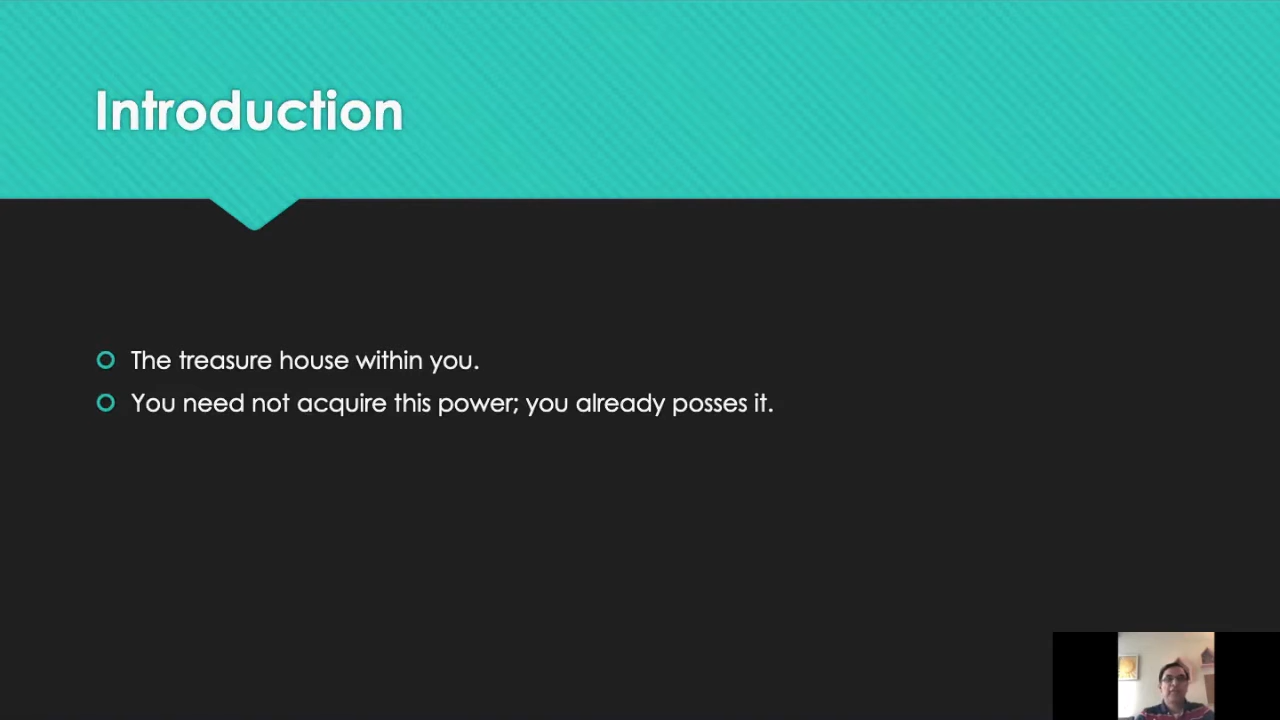 Introduction
The treasure house within you.
You need not acquire this power; you already posses it.